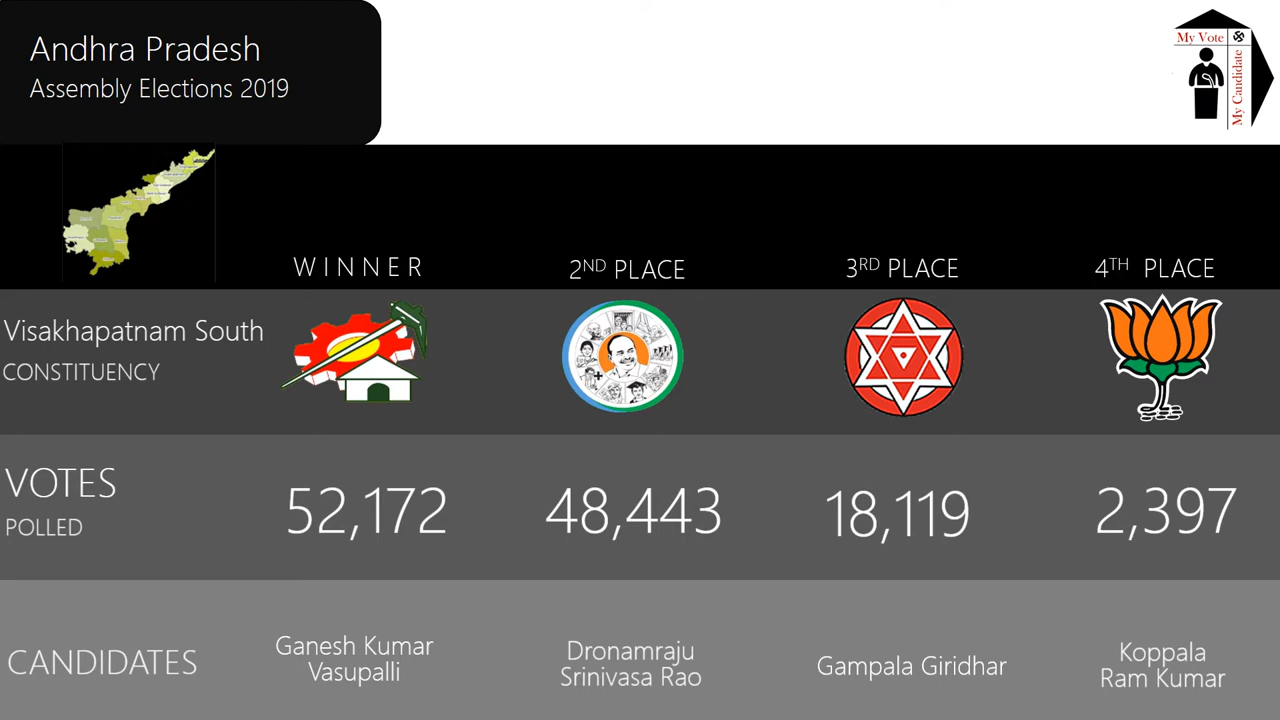 Andhra Pradesh
Assembly Elections 2019
My Vote
My Candidate
WINNER
2ND PLACE
3RD PLACE
4TH PLACE
Visakhapatnam South
CONSTITUENCY
VOTES
POLLED
52,172
48,443
18,119
2,397
CANDIDATES
Ganesh Kumar
Vasupalli
Dronamraju
Srinivasa Rao
Gampala Giridhar
Koppala
Ram Kumar